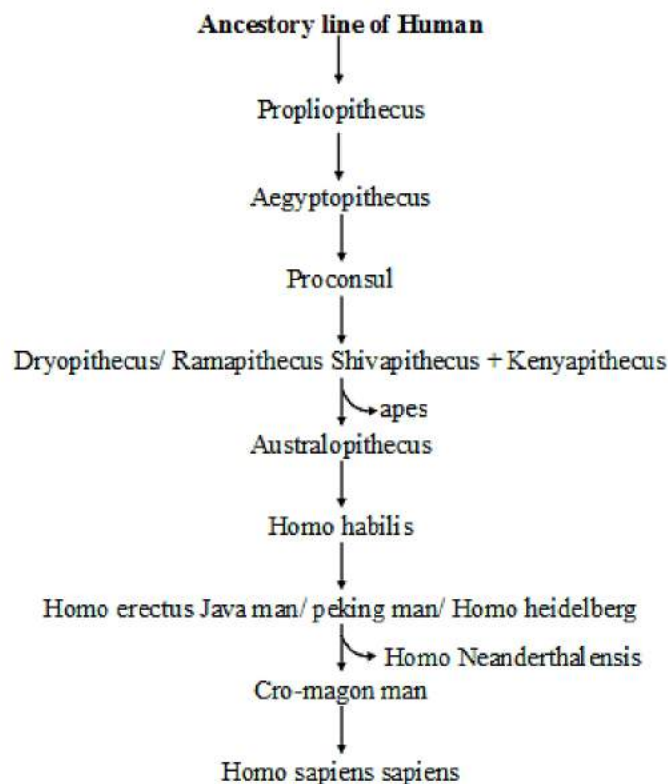 Ancestory line of Human
Propliopithecus
Aegyptopithecus
Proconsul
Dryopithecus/ Ramapithecus Shivapithecus + Kenyapithecus
apes
Australopithecus
Homo habilis
Homo erectus Java man/ peking man/ Homo heidelberg
Homo Neanderthalensis
Cro-magon man
Homo sapiens sapiens